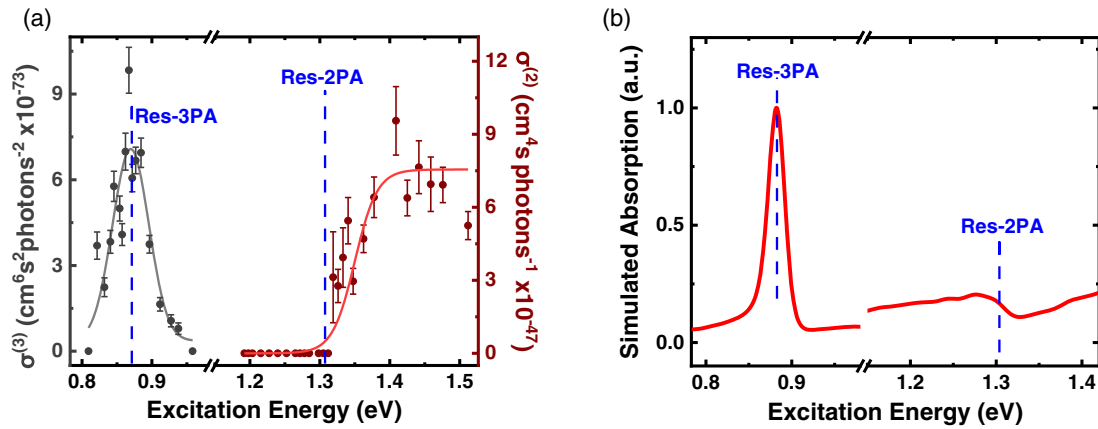 (a)
σ(3) (cm6s2photons-2 x10-73)
9
6
3
0
Res-3PA
Res-2PA
12
9
6
3
0
σ(2) (cm4s photons-1 x10-47)
0.8 0.9 1.2 1.3 1.4 1.5
Excitation Energy (eV)
(b)
Simulated Absorption (a.u.)
1.0
0.5
0.0
Res-3PA
Res-2PA
0.8 0.9 1.2 1.3 1.4
Excitation Energy (eV)